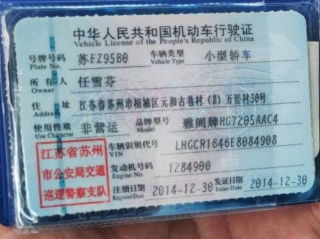 中华人民共和国机动车行驶证
Vehicle License of the People's Republic of China
号牌号码 Plate No. 苏EZ9580 车辆类型 Vehicle Type 小型轿车
所有人 Owner 任雪芬
住址 Address 江苏省苏州市相城区元和古巷村(8)万松村50号
使用性质 Use Character 非营运 品牌型号 Model 雅阁牌HG7205AAC4
江苏省苏州市公安局交通巡逻警察支队
车辆识别代号 VIN LHGCR1646E8084908
发动机号码 Engine No. 1284900
注册日期 Register Date 2014-12-30 发证日期 Issue Date 2014-12-30